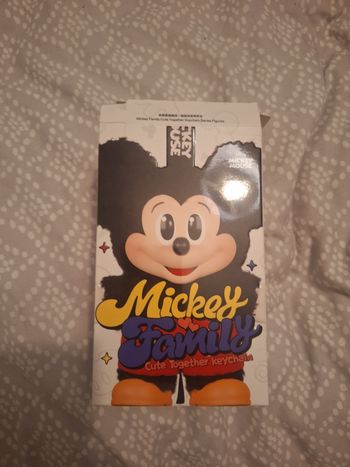 Mickey Family Cute Together Keychain Series Figures
MICKEY
MOUSE
Mickey
Family
Cute Together keychain